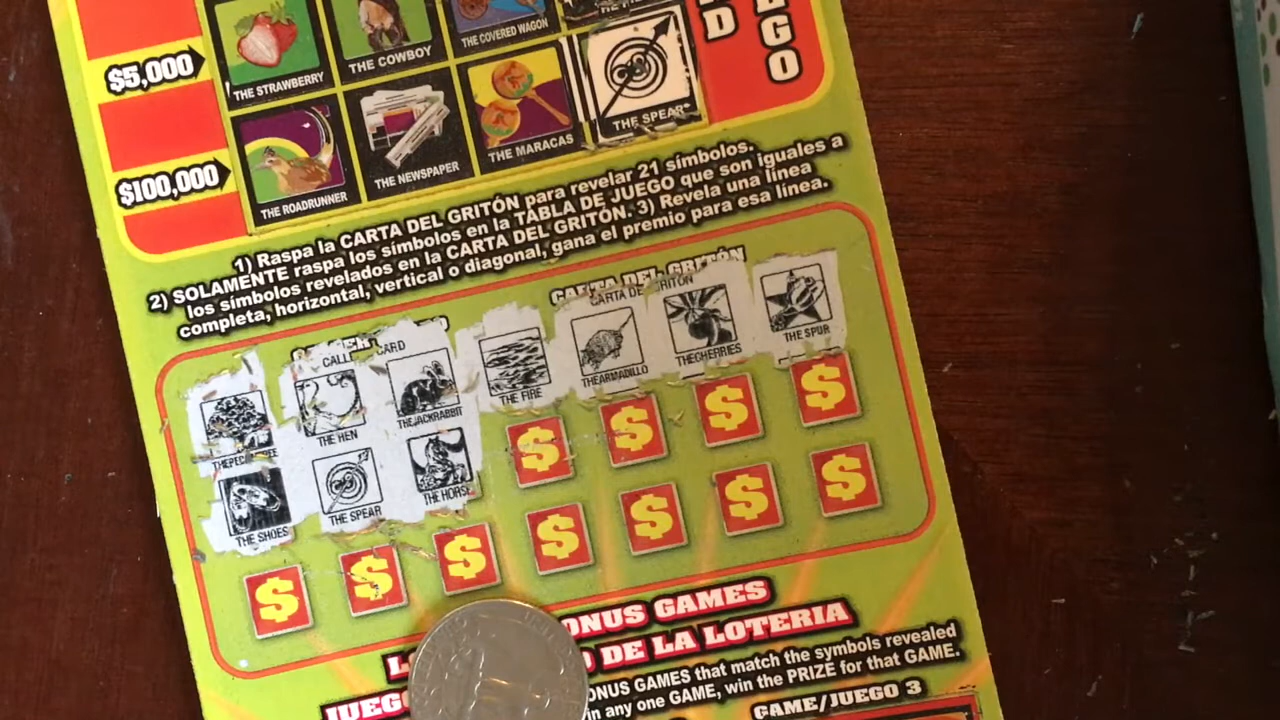 $5,000
THE STRAWBERRY
THE COWBOY
THE COVERED WAGON
D
EGO
$100,000
THE ROADRUNNER
THE NEWSPAPER
THE MARACAS
THE SPEAR
1) Raspa la CARTA DEL GRITÓN para revelar 21 símbolos.
2) SOLAMENTE raspa los símbolos en la TABLA DE JUEGO que son iguales a
los símbolos revelados en la CARTA DEL GRITÓN. 3) Revela una línea
completa, horizontal, vertical o diagonal, gana el premio para esa línea.
CARTA DEL GRITÓN
CALL CARD
THE HEN
THE JACKRABBIT
THE FIRE
THE ARMADILLO
THE CHERRIES
THE SPUR
THE SHOES
THE SPEAR
THE HORSE
$ $ $ $
$ $ $ $
$ $ $
BONUS GAMES
DE LA LOTERIA
BONUS GAMES that match the symbols revealed
in any one GAME, win the PRIZE for that GAME.
GAME/JUEGO 3